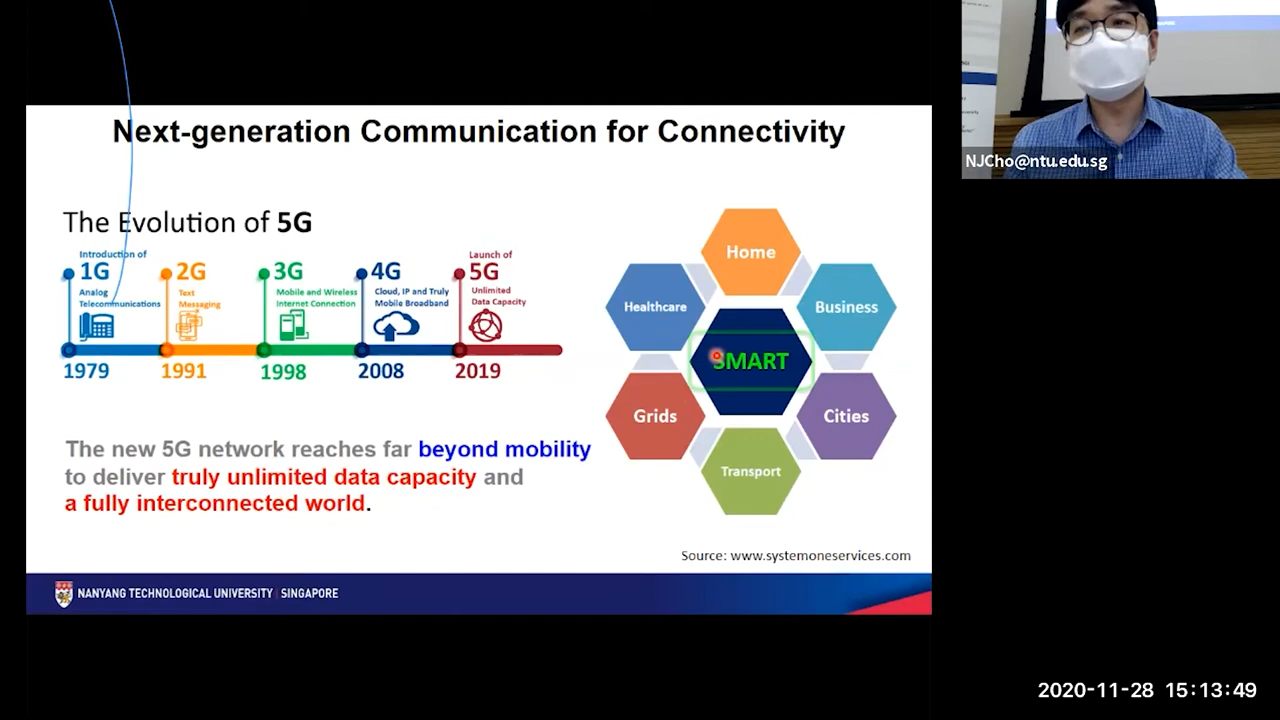 Next-generation Communication for Connectivity
The Evolution of 5G
Introduction of
1G
Analog
Telecommunications
1979
2G
Text
Messaging
1991
3G
Mobile and Wireless
Internet Connection
1998
4G
Cloud, IP and Truly
Mobile Broadband
2008
Launch of
5G
Unlimited
Data Capacity
2019
The new 5G network reaches far beyond mobility
to deliver truly unlimited data capacity and
a fully interconnected world.
Home
Healthcare
Business
SMART
Grids
Cities
Transport
Source: www.systemoneservices.com
NANYANG TECHNOLOGICAL UNIVERSITY | SINGAPORE
NJCho@ntu.edu.sg
2020-11-28 15:13:49